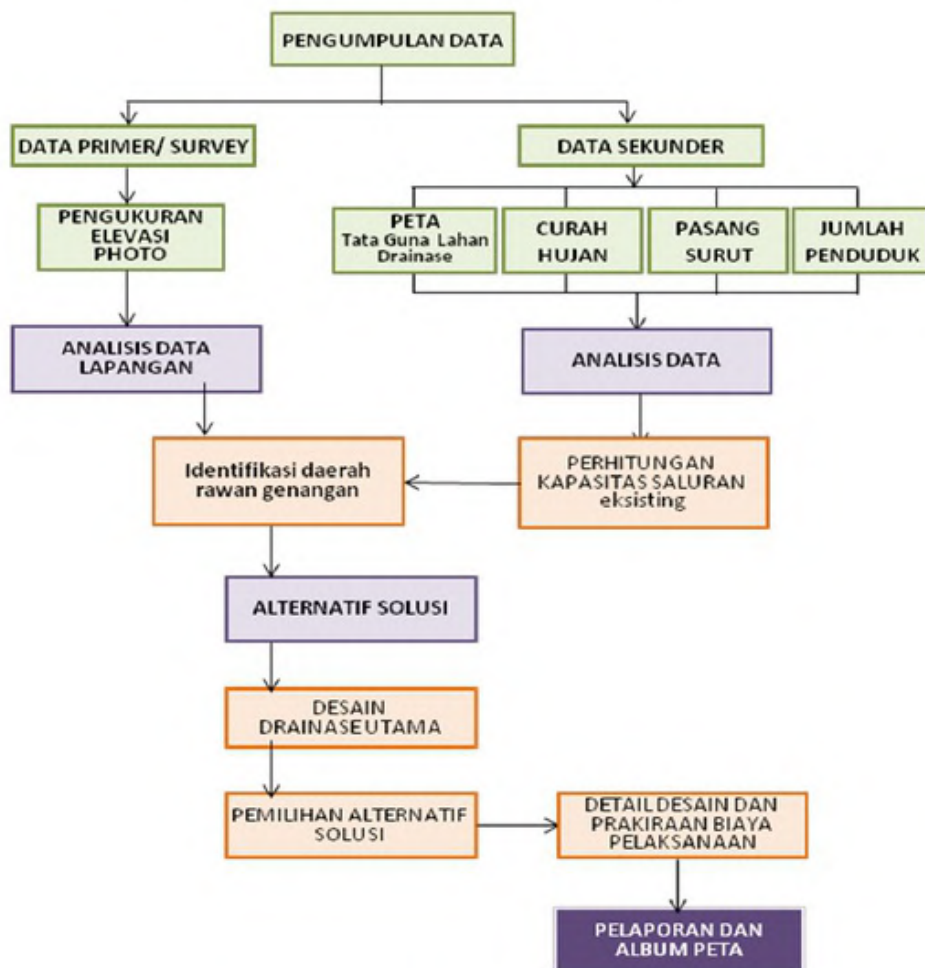 PENGUMPULAN DATA
DATA PRIMER/ SURVEY
DATA SEKUNDER
PENGUKURAN
ELEVASI
PHOTO
PETA
Tata Guna Lahan
Drainase
CURAH
HUJAN
PASANG
SURUT
JUMLAH
PENDUDUK
ANALISIS DATA
LAPANGAN
ANALISIS DATA
Identifikasi daerah
rawan genangan
PERHITUNGAN
KAPASITAS SALURAN
eksisting
ALTERNATIF SOLUSI
DESAIN
DRAINASEUTAMA
PEMILIHAN ALTERNATIF
SOLUSI
DETAIL DESAIN DAN
PRAKIRAAN BIAYA
PELAKSANAAN
PELAPORAN DAN
ALBUM PETA